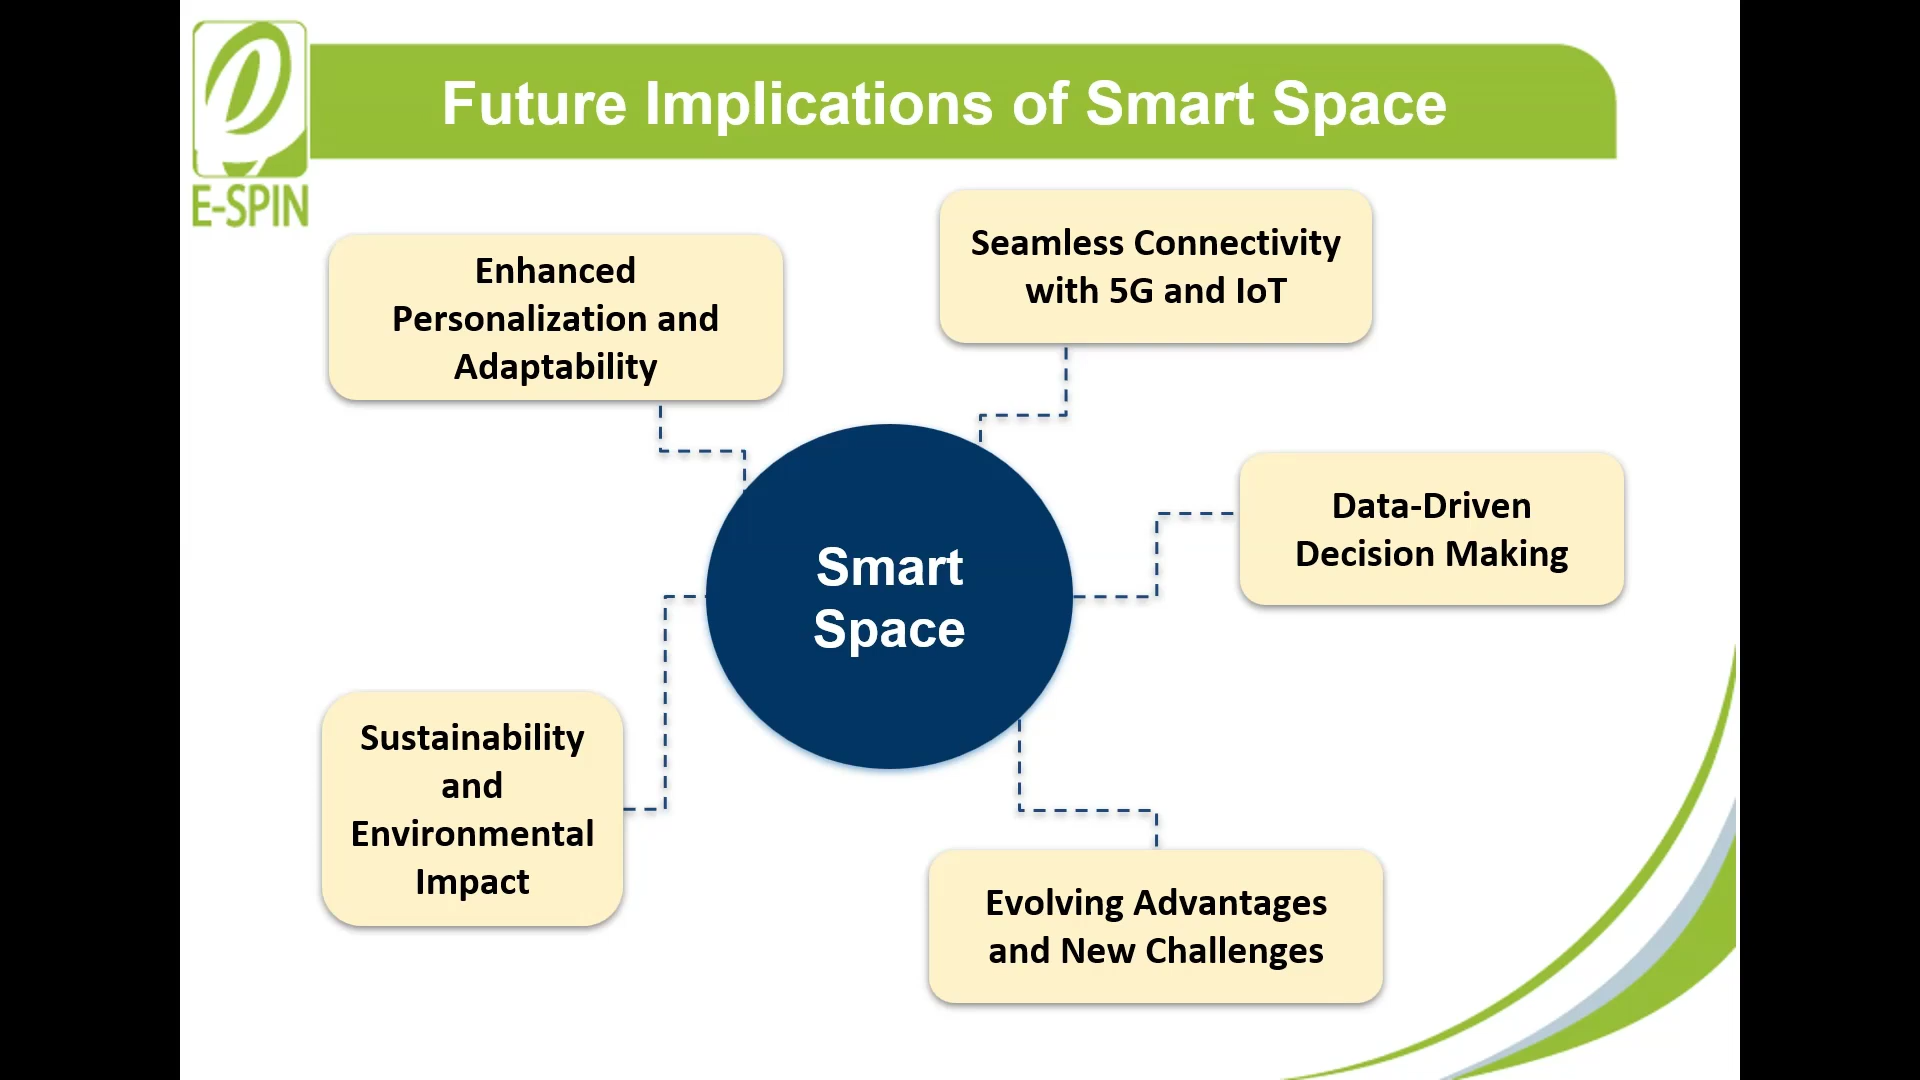 Future Implications of Smart Space
E-SPIN
Enhanced
Personalization and
Adaptability
Seamless Connectivity
with 5G and IoT
Data-Driven
Decision Making
Smart
Space
Sustainability
and
Environmental
Impact
Evolving Advantages
and New Challenges